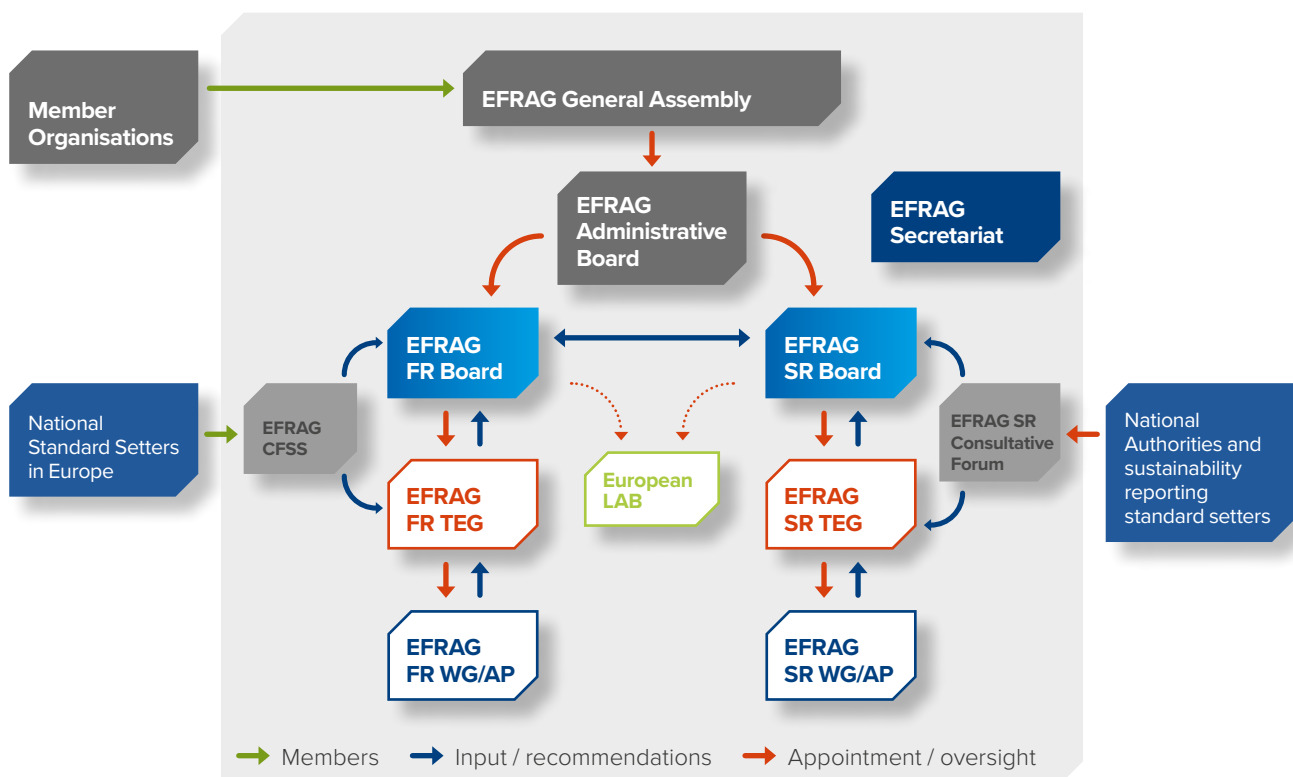 Member
Organisations
EFRAG General Assembly
EFRAG
Administrative
Board
EFRAG
Secretariat
EFRAG
FR Board
EFRAG
SR Board
National
Standard Setters
in Europe
EFRAG
CFSS
EFRAG SR
Consultative
Forum
National
Authorities and
sustainability
reporting
standard setters
EFRAG
FR TEG
European
LAB
EFRAG
SR TEG
EFRAG
FR WG/AP
EFRAG
SR WG/AP
Members
Input / recommendations
Appointment / oversight